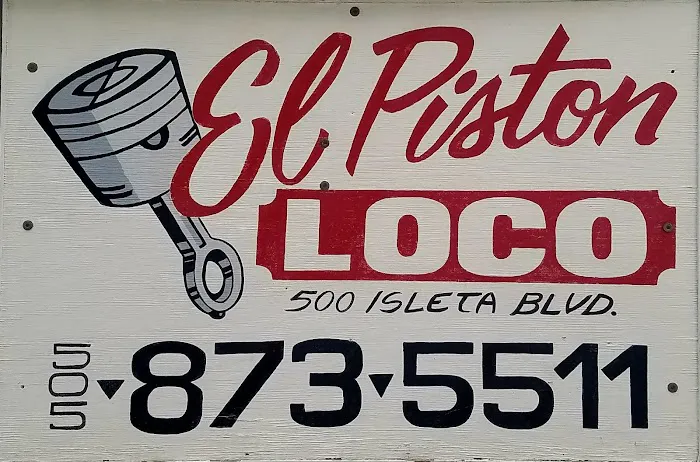 El Piston
LOCO
500 ISLETA BLVD.
505 873 5511